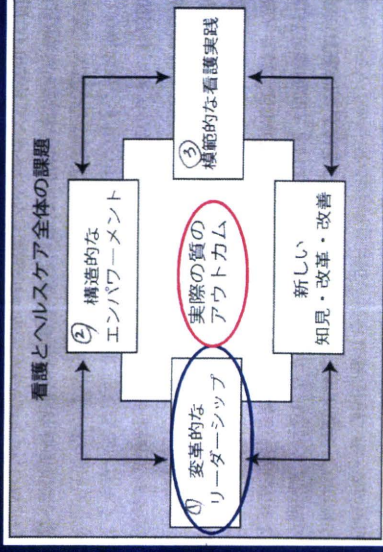 看護とヘルスケア全体の課題
②
構造的な
エンパワーメント
①
変革的な
リーダーシップ
実際の質の
アウトカム
③
模範的な看護実践
新しい
知見・改革・改善